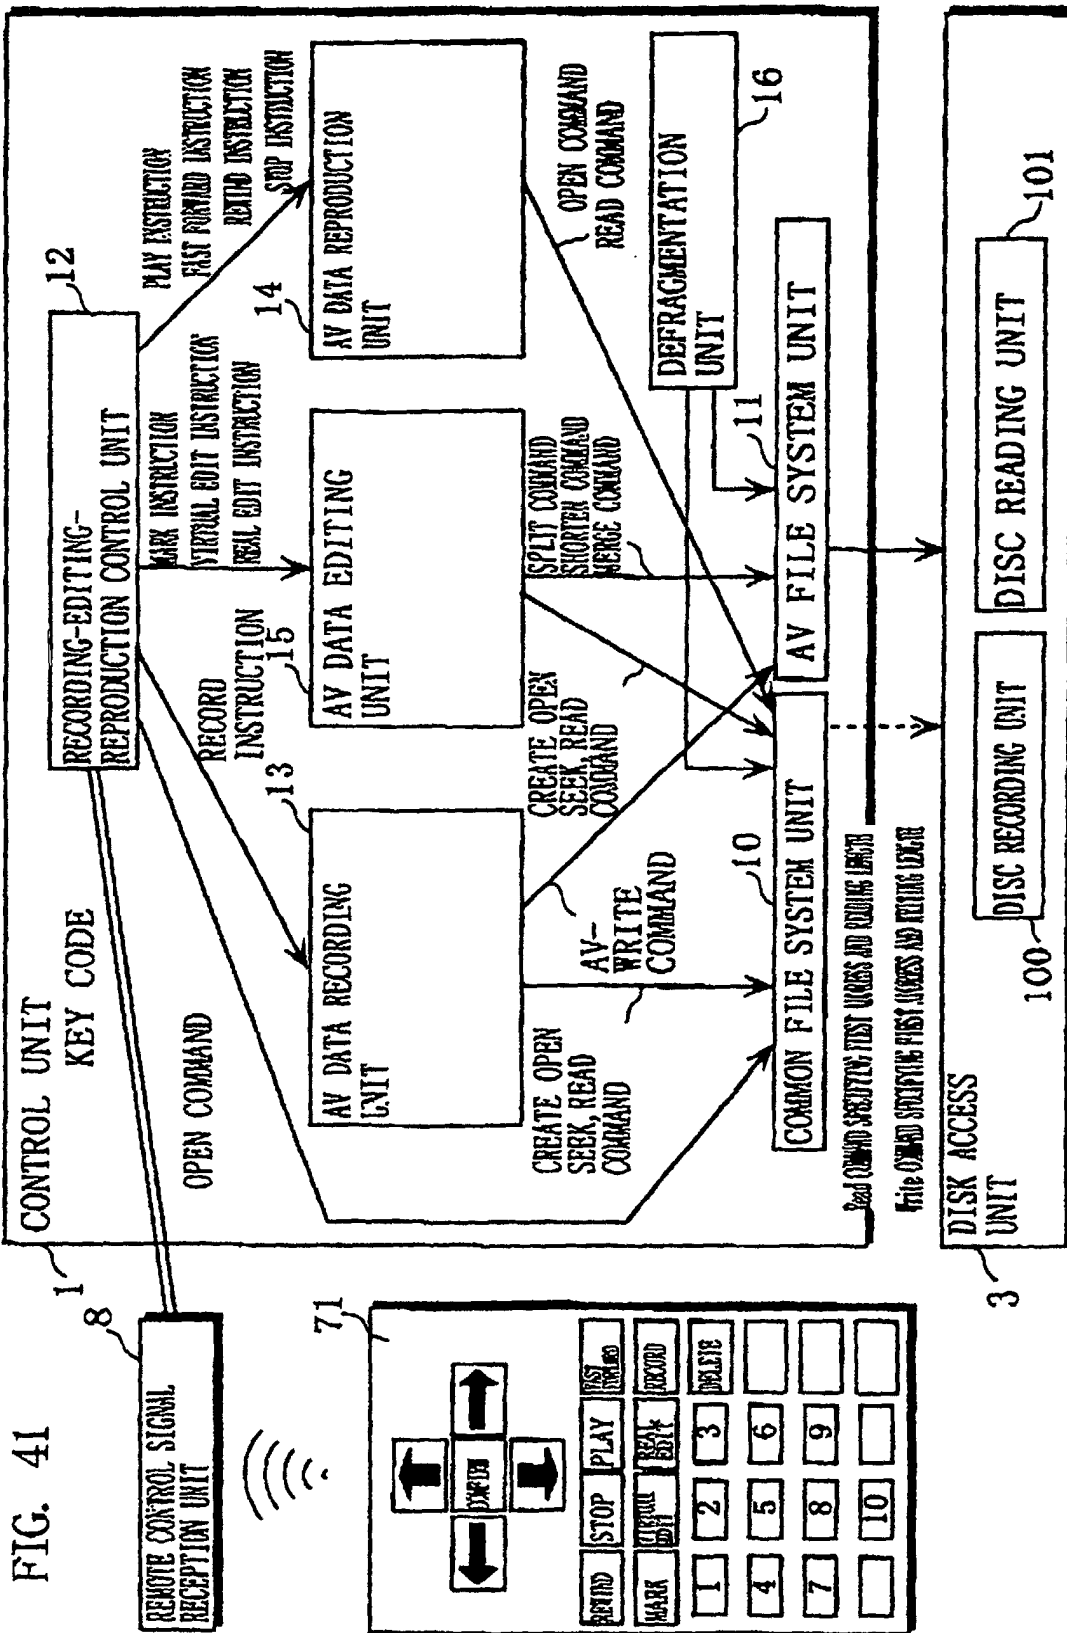 FIG. 41
REMOTE CONTROL SIGNAL
RECEPTION UNIT
8
1
CONTROL UNIT
KEY CODE
RECORDING-EDITING-
REPRODUCTION CONTROL UNIT
12
OPEN COMMAND
RECORD
INSTRUCTION
MARK INSTRUCTION
VIRTUAL EDIT INSTRUCTION
REAL EDIT INSTRUCTION
PLAY INSTRUCTION
FAST FORWARD INSTRUCTION
REWIND INSTRUCTION
STOP INSTRUCTION
13
AV DATA RECORDING
UNIT
15
AV DATA EDITING
UNIT
14
AV DATA REPRODUCTION
UNIT
CREATE OPEN
SEEK, READ
COMMAND
AV-
WRITE
COMMAND
CREATE OPEN
SEEK, READ
COMMAND
SPLIT COMMAND
SHORTEN COMMAND
MERGE COMMAND
OPEN COMMAND
READ COMMAND
DEFRAGMENTATION
UNIT
16
10
COMMON FILE SYSTEM UNIT
11
AV FILE SYSTEM UNIT
Read COMMAND SPECIFYING FIRST ADDRESS AND READING LENGTH
Write COMMAND SPECIFYING FIRST ADDRESS AND WRITING LENGTH
3
DISK ACCESS
UNIT
100
DISC RECORDING UNIT
DISC READING UNIT
101
71
CONFIRM
REWIND
STOP
PLAY
FAST FORWARD
MARK
VIRTUAL
EDIT
REAL
EDIT*
RECORD
1
2
3
DELETE
4
5
6
7
8
9
10